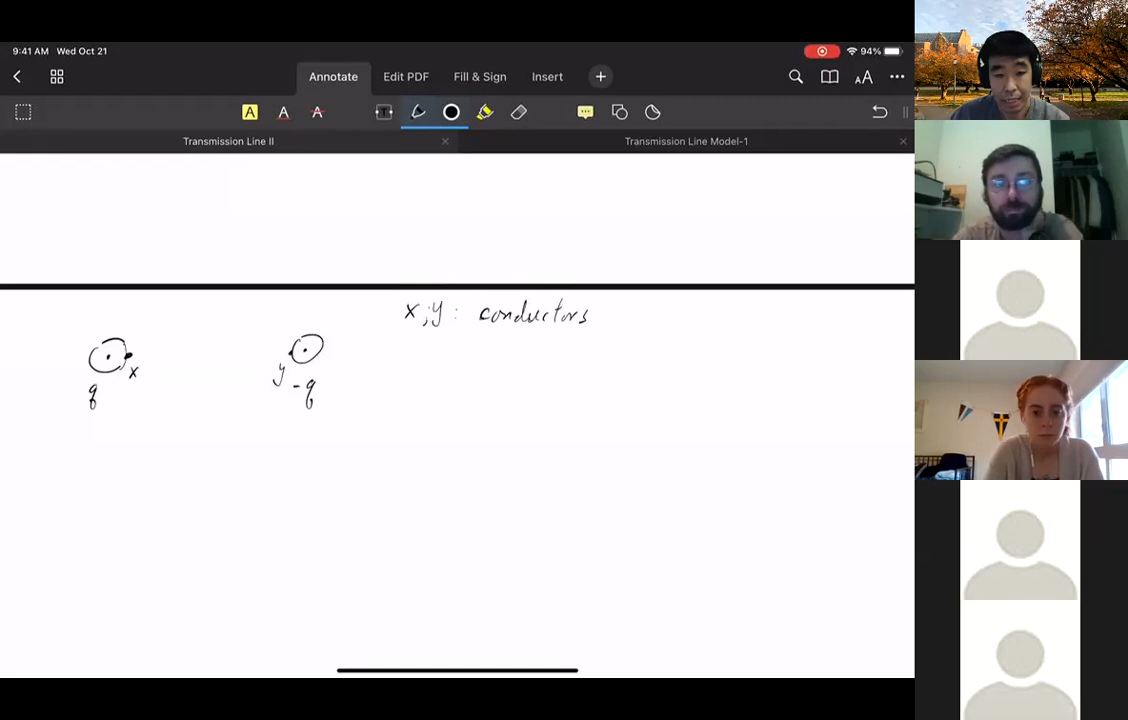 9:41 AM Wed Oct 21
94%
Annotate Edit PDF Fill & Sign Insert
A A A T
Transmission Line II
Transmission Line Model-1
x;y: conductors
x
y
q
-q